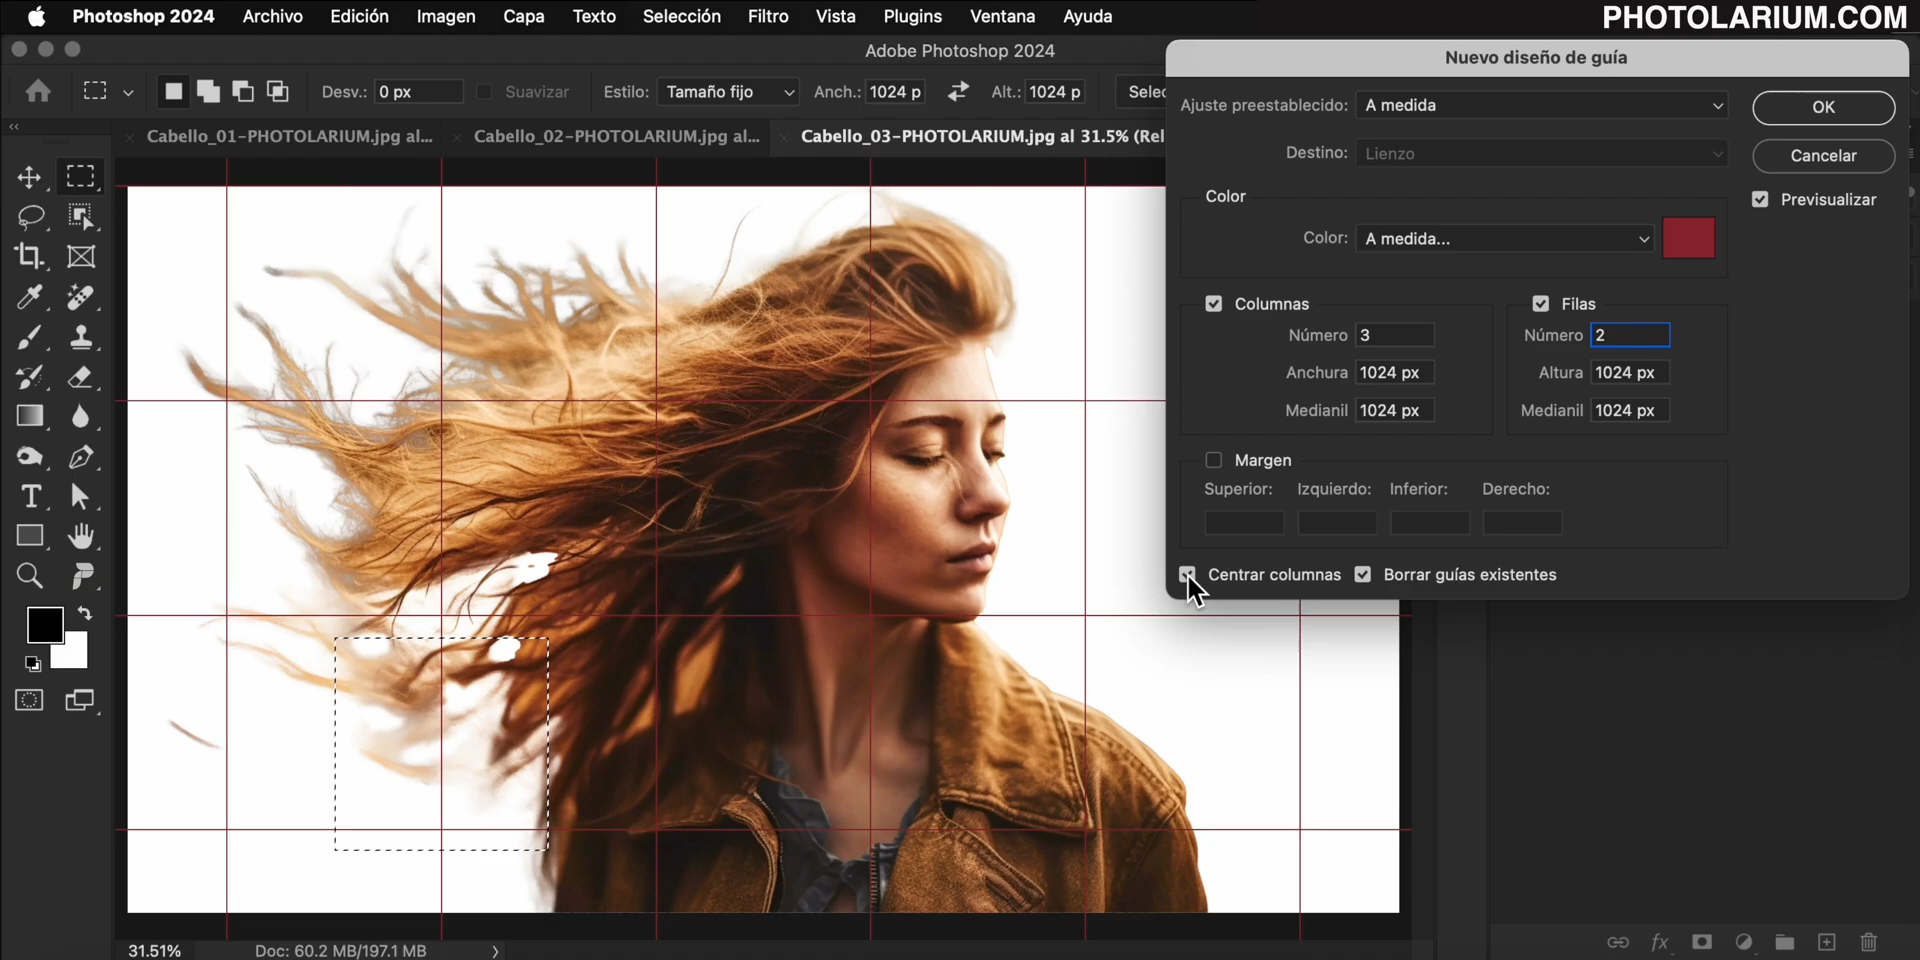 Photoshop 2024 Archivo Edición Imagen Capa Texto Selección Filtro Vista Plugins Ventana Ayuda
PHOTOLARIUM.COM
Adobe Photoshop 2024
Desv.: 0 px Suavizar Estilo: Tamaño fijo Anch.: 1024 p Alt.: 1024 p Selec
Cabello_01-PHOTOLARIUM.jpg al... Cabello_02-PHOTOLARIUM.jpg al... Cabello_03-PHOTOLARIUM.jpg al 31.5% (Rel
Nuevo diseño de guía
Ajuste preestablecido: A medida
OK
Destino: Lienzo
Cancelar
Previsualizar
Color
Color: A medida...
Columnas
Número 3
Anchura 1024 px
Medianil 1024 px
Filas
Número 2
Altura 1024 px
Medianil 1024 px
Margen
Superior: Izquierdo: Inferior: Derecho:
Centrar columnas Borrar guías existentes
T
fx
31.51% Doc: 60.2 MB/197.1 MB